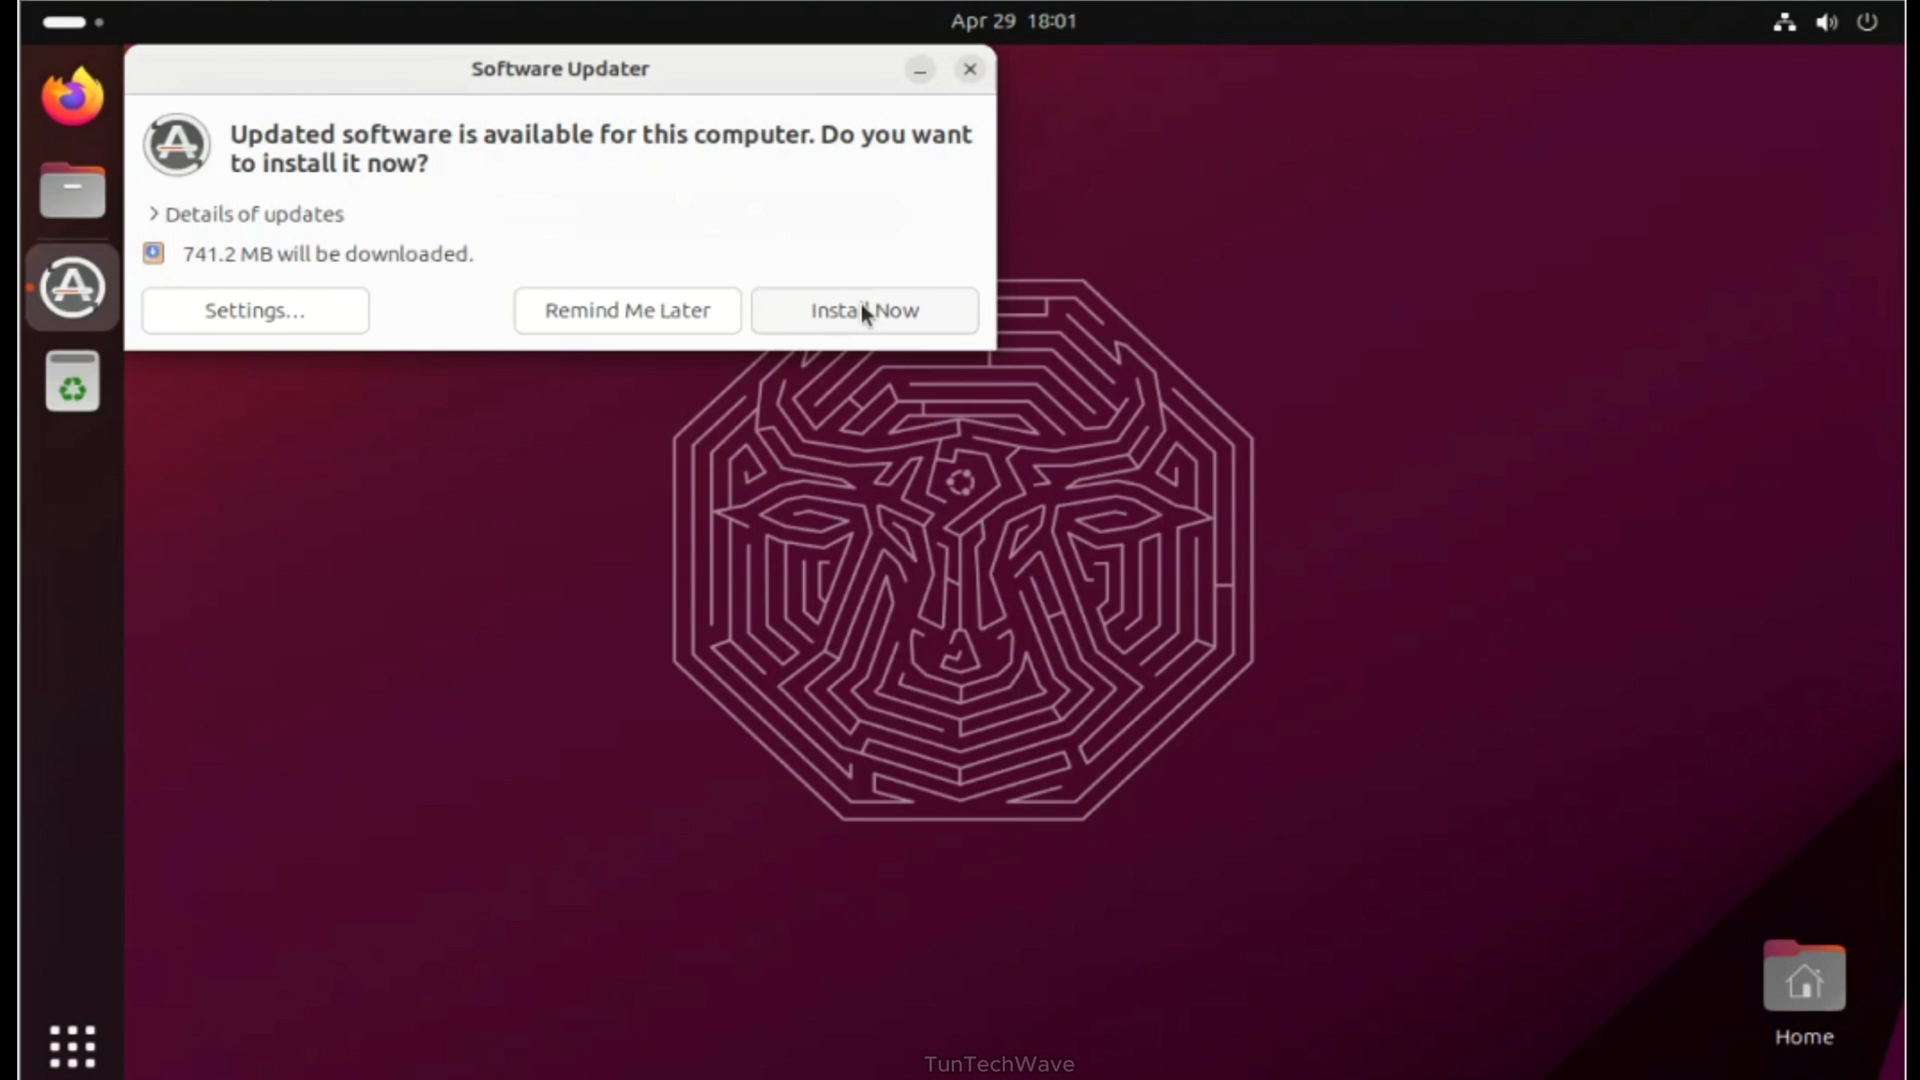 Apr 29 18:01
Software Updater
Updated software is available for this computer. Do you want
to install it now?
Details of updates
741.2 MB will be downloaded.
Settings…
Remind Me Later
Install Now
Home
TunTechWave